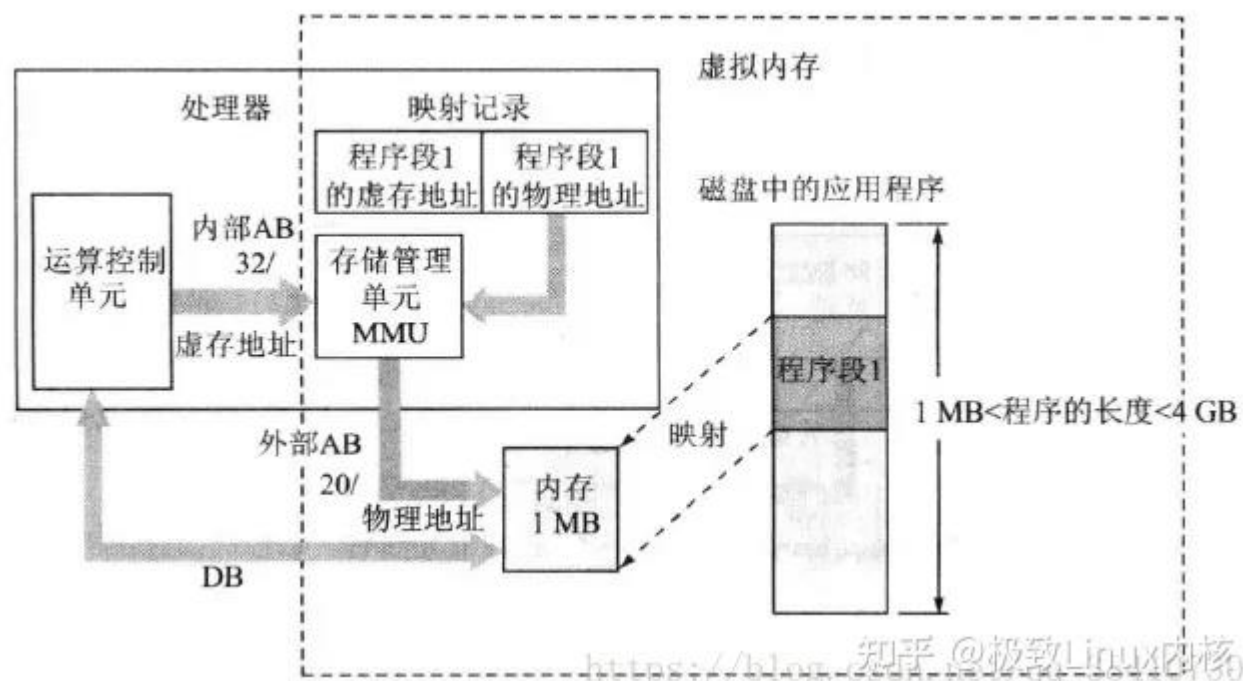 虚拟内存
处理器
映射记录
程序段1
的虚存地址
程序段1
的物理地址
磁盘中的应用程序
运算控制
单元
内部AB
32/
虚存地址
存储管理
单元
MMU
程序段1
1 MB<程序的长度<4 GB
映射
外部AB
20/
物理地址
内存
1 MB
DB
知乎 @极致Linux内核